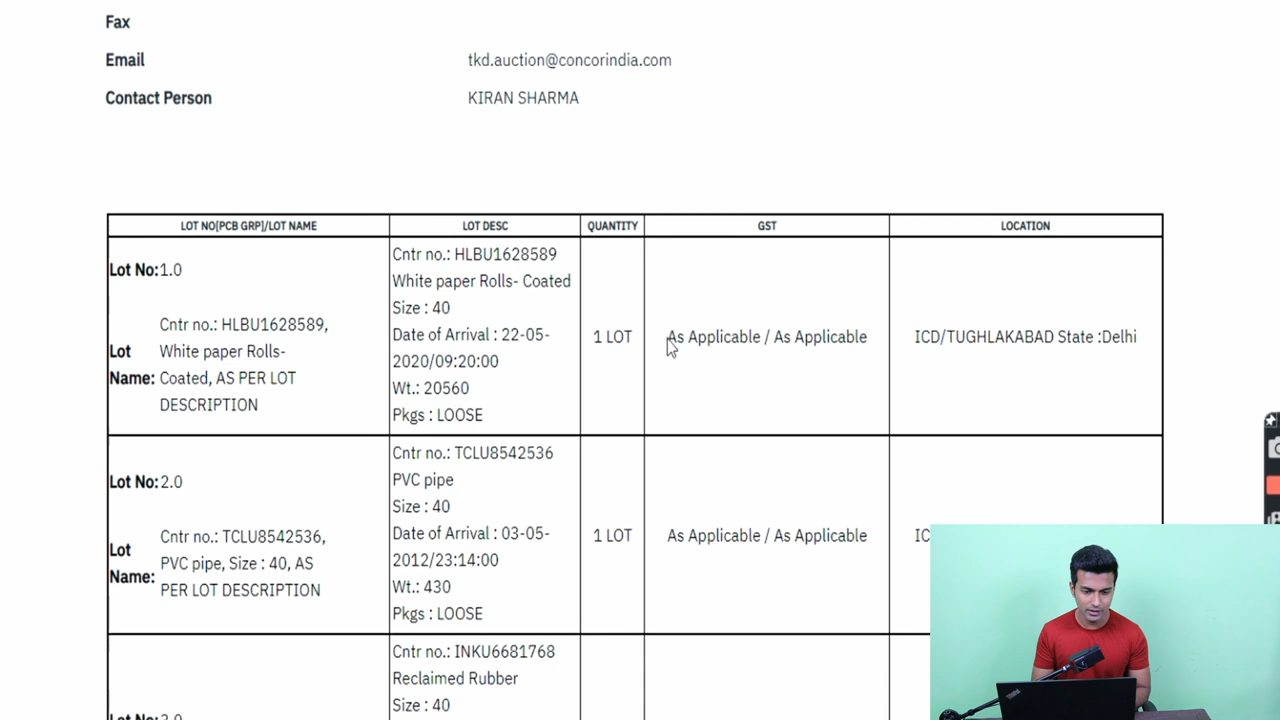 Fax
Email tkd.auction@concorindia.com
Contact Person KIRAN SHARMA
LOT NO[PCB GRP]/LOT NAME LOT DESC QUANTITY GST LOCATION
Lot No: 1.0
Lot Name: Cntr no.: HLBU1628589,
White paper Rolls-
Coated, AS PER LOT
DESCRIPTION
Cntr no.: HLBU1628589
White paper Rolls- Coated
Size : 40
Date of Arrival : 22-05-
2020/09:20:00
Wt.: 20560
Pkgs : LOOSE
1 LOT
As Applicable / As Applicable
ICD/TUGHLAKABAD State :Delhi
Lot No: 2.0
Lot Name: Cntr no.: TCLU8542536,
PVC pipe, Size : 40, AS
PER LOT DESCRIPTION
Cntr no.: TCLU8542536
PVC pipe
Size : 40
Date of Arrival : 03-05-
2012/23:14:00
Wt.: 430
Pkgs : LOOSE
1 LOT
As Applicable / As Applicable
Cntr no.: INKU6681768
Reclaimed Rubber
Size : 40